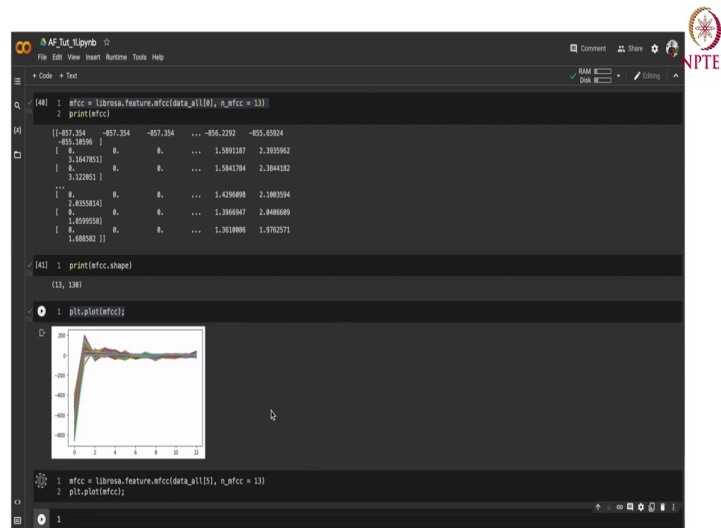 AF_Tut_1l.ipynb
File Edit View Insert Runtime Tools Help
Comment Share
NPTE
+ Code + Text
RAM
Disk
Editing
[40] 1 mfcc = librosa.feature.mfcc(data_all[0], n_mfcc = 13)
2 print(mfcc)
[[-857.354 -857.354 -857.354 ... -856.2292 -855.65924
-855.10596 ]
[ 0. 0. 0. ... 1.5891187 2.3935962
3.1647851]
[ 0. 0. 0. ... 1.5841784 2.3844182
3.122051 ]
...
[ 0. 0. 0. ... 1.4296098 2.1003594
2.0355814]
[ 0. 0. 0. ... 1.3966947 2.0406609
1.8599558]
[ 0. 0. 0. ... 1.3610086 1.9762571
1.688582 ]]
[41] 1 print(mfcc.shape)
(13, 130)
1 plt.plot(mfcc);
200
0
-200
-400
-600
-800
0 2 4 6 8 10 12
1 mfcc = librosa.feature.mfcc(data_all[5], n_mfcc = 13)
2 plt.plot(mfcc);
1